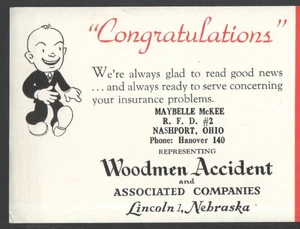 "Congratulations"
We're always glad to read good news
...and always ready to serve concerning
your insurance problems.
MAYBELLE McKEE
R. F. D. #2
NASHPORT, OHIO
Phone: Hanover 140
REPRESENTING
Woodmen Accident
and
ASSOCIATED COMPANIES
Lincoln 1, Nebraska